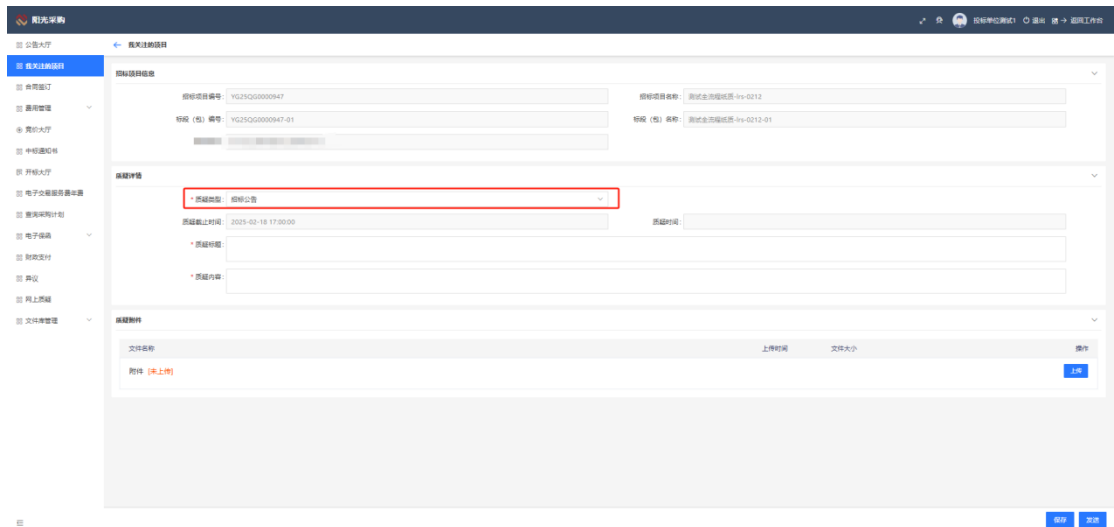 阳光采购
投标单位测试1 退出 返回工作台
公告大厅
我关注的项目
合同签订
费用管理
竞价大厅
中标通知书
开标大厅
电子交易服务费年费
查询采购计划
电子保函
财政支付
异议
网上质疑
文件库管理
我关注的项目
招标项目信息
招标项目编号: YG25QG0000947
招标项目名称: 测试主流程纸质-lrs-0212
标段（包）编号: YG25QG0000947-01
标段（包）名称: 测试主流程纸质-lrs-0212-01
质疑详情
* 质疑类型: 招标公告
质疑截止时间: 2025-02-18 17:00:00
质疑时间:
* 质疑标题:
* 质疑内容:
质疑附件
文件名称 上传时间 文件大小 操作
附件 [未上传] 上传
保存 发送